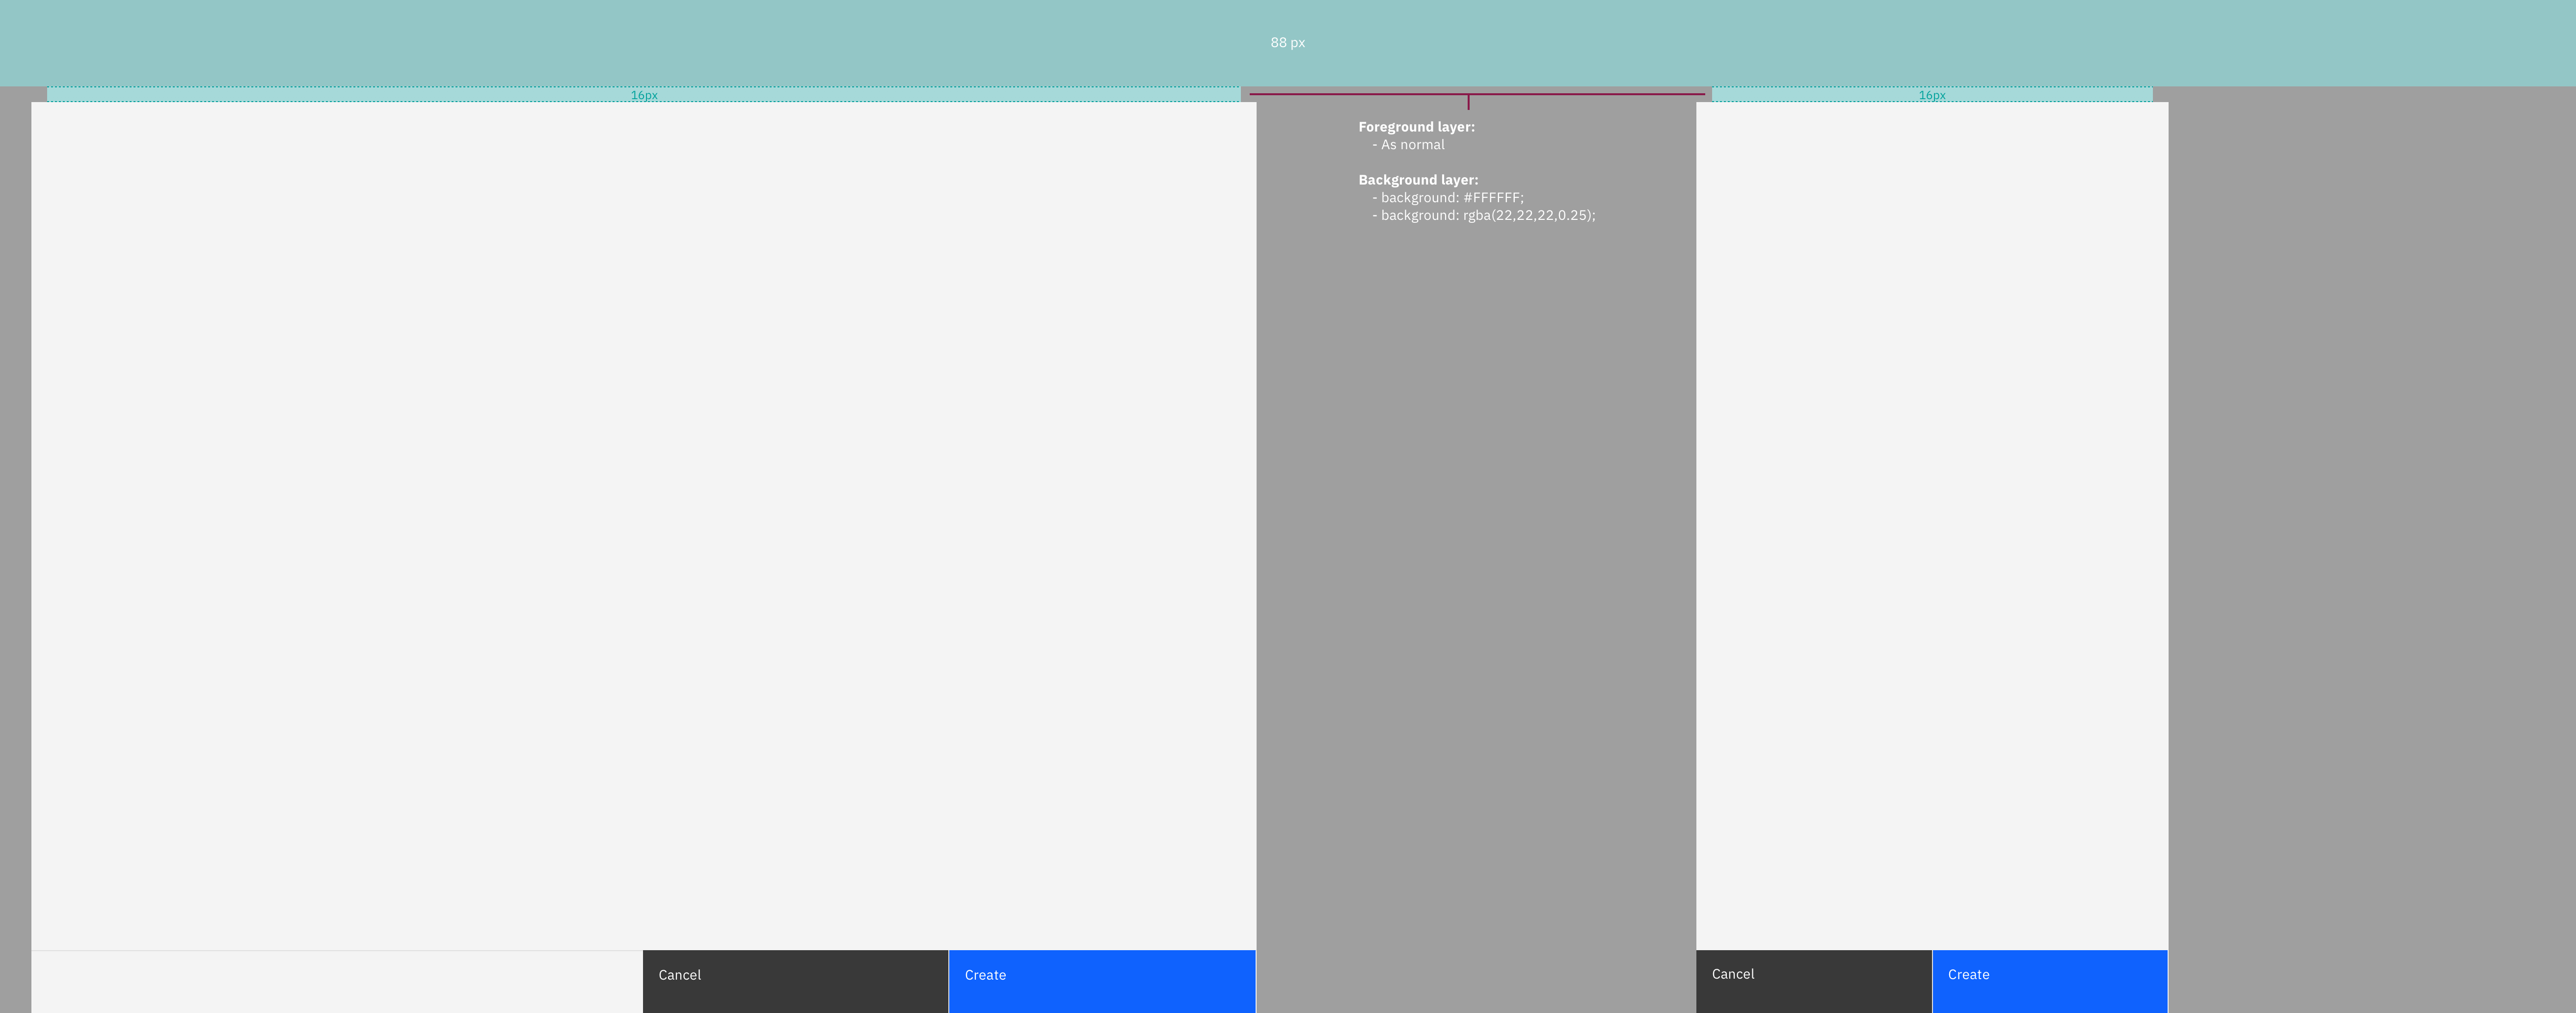 88 px
16px
16px
Foreground layer:
- As normal
Background layer:
- background: #FFFFFF;
- background: rgba(22,22,22,0.25);
Cancel
Create
Cancel
Create